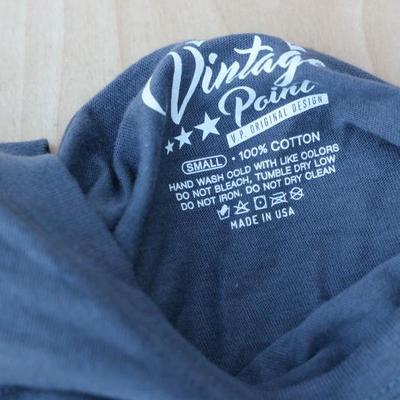 Vintage
Point
V.P. ORIGINAL DESIGN
SMALL • 100% COTTON
HAND WASH COLD WITH LIKE COLORS
DO NOT BLEACH, TUMBLE DRY LOW
DO NOT IRON, DO NOT DRY CLEAN
MADE IN USA